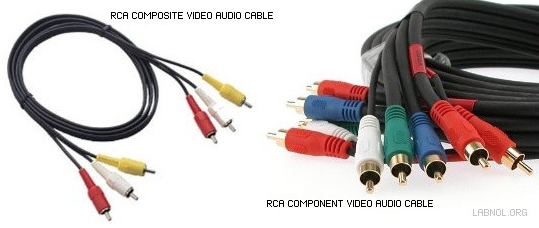 RCA COMPOSITE VIDEO AUDIO CABLE
RCA COMPONENT VIDEO AUDIO CABLE
LABNOL.ORG